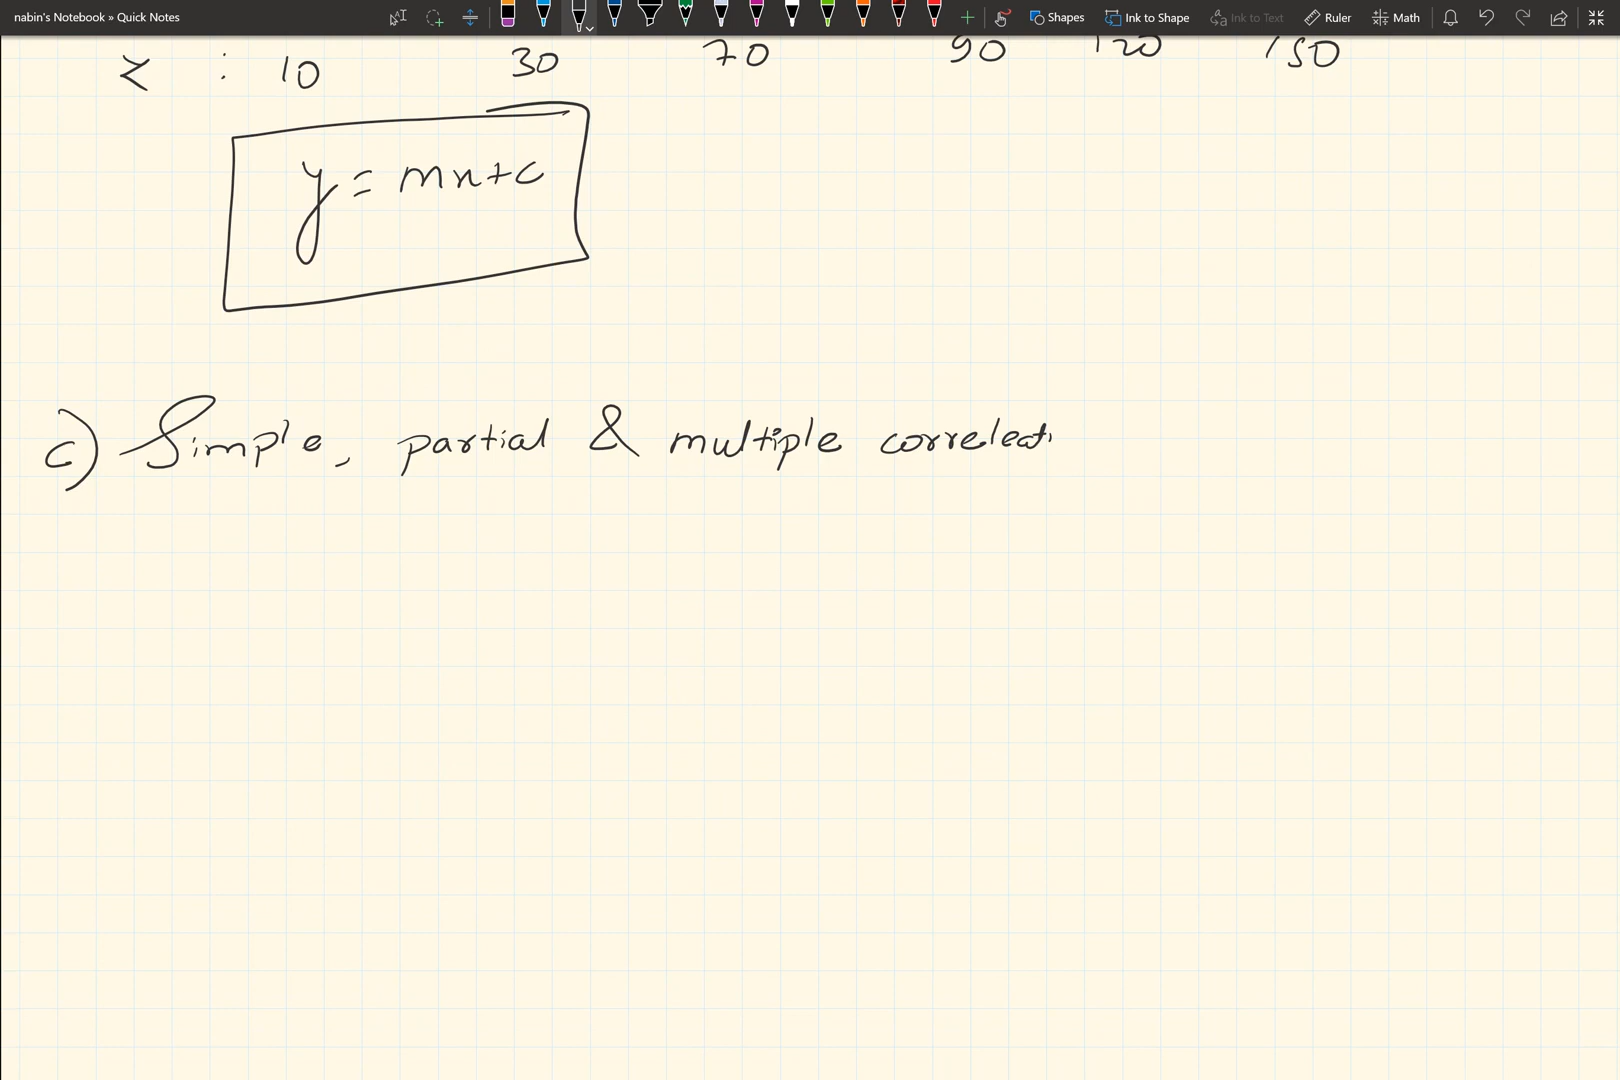 nabin's Notebook » Quick Notes Shapes Ink to Shape Ink to Text Ruler Math
z : 10 30 70 90 120 150
y = mx+c
c) Simple, partial & multiple correleati